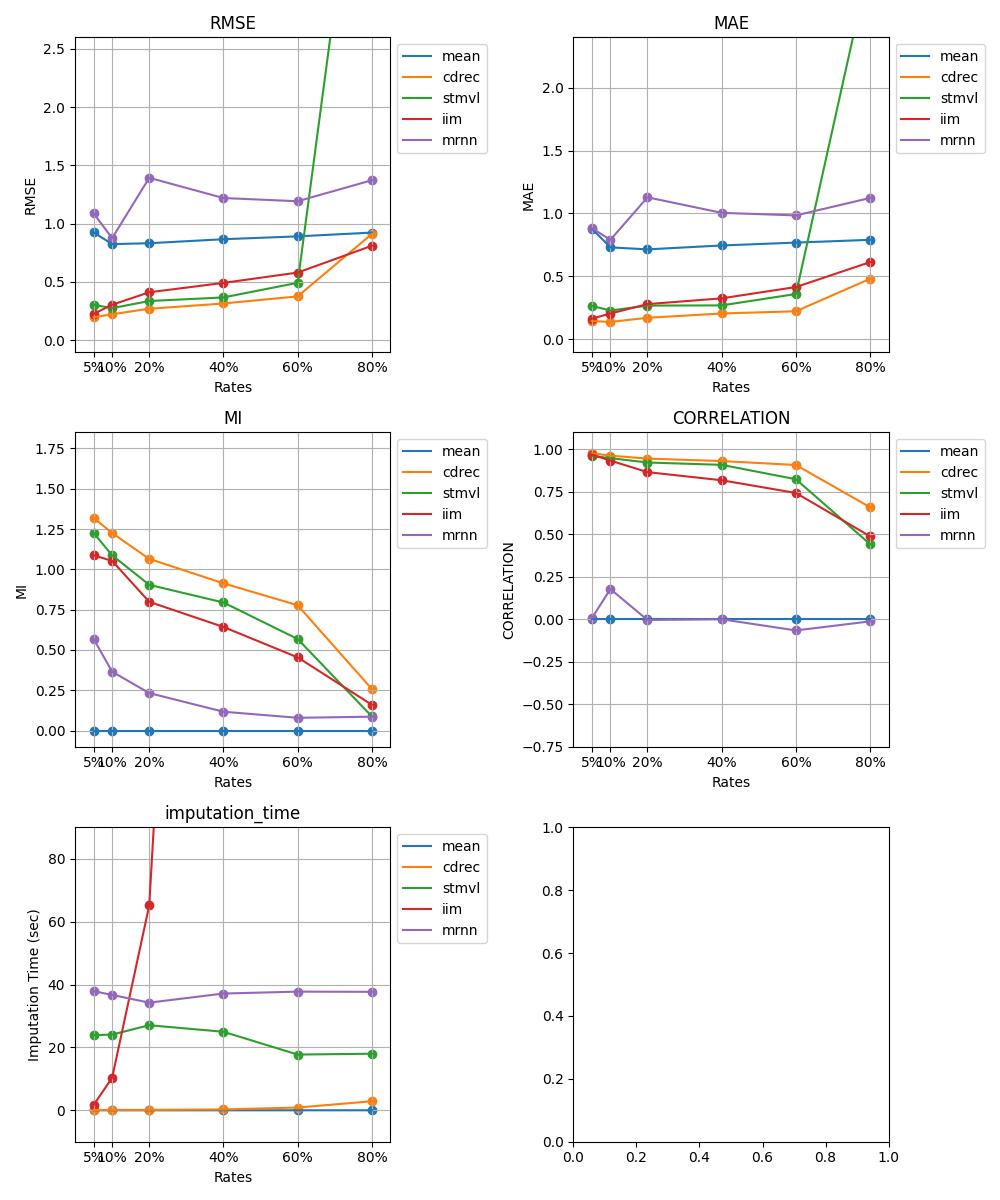 RMSE
2.5
2.0
1.5
1.0
0.5
0.0
RMSE
5%
10%
20%
40%
60%
80%
Rates
mean
cdrec
stmvl
iim
mrnn
MAE
2.0
1.5
1.0
0.5
0.0
MAE
5%
10%
20%
40%
60%
80%
Rates
mean
cdrec
stmvl
iim
mrnn
MI
1.75
1.50
1.25
1.00
0.75
0.50
0.25
0.00
MI
5%
10%
20%
40%
60%
80%
Rates
mean
cdrec
stmvl
iim
mrnn
CORRELATION
1.00
0.75
0.50
0.25
0.00
−0.25
−0.50
−0.75
CORRELATION
5%
10%
20%
40%
60%
80%
Rates
mean
cdrec
stmvl
iim
mrnn
imputation_time
80
60
40
20
0
Imputation Time (sec)
5%
10%
20%
40%
60%
80%
Rates
mean
cdrec
stmvl
iim
mrnn
1.0
0.8
0.6
0.4
0.2
0.0
0.0
0.2
0.4
0.6
0.8
1.0